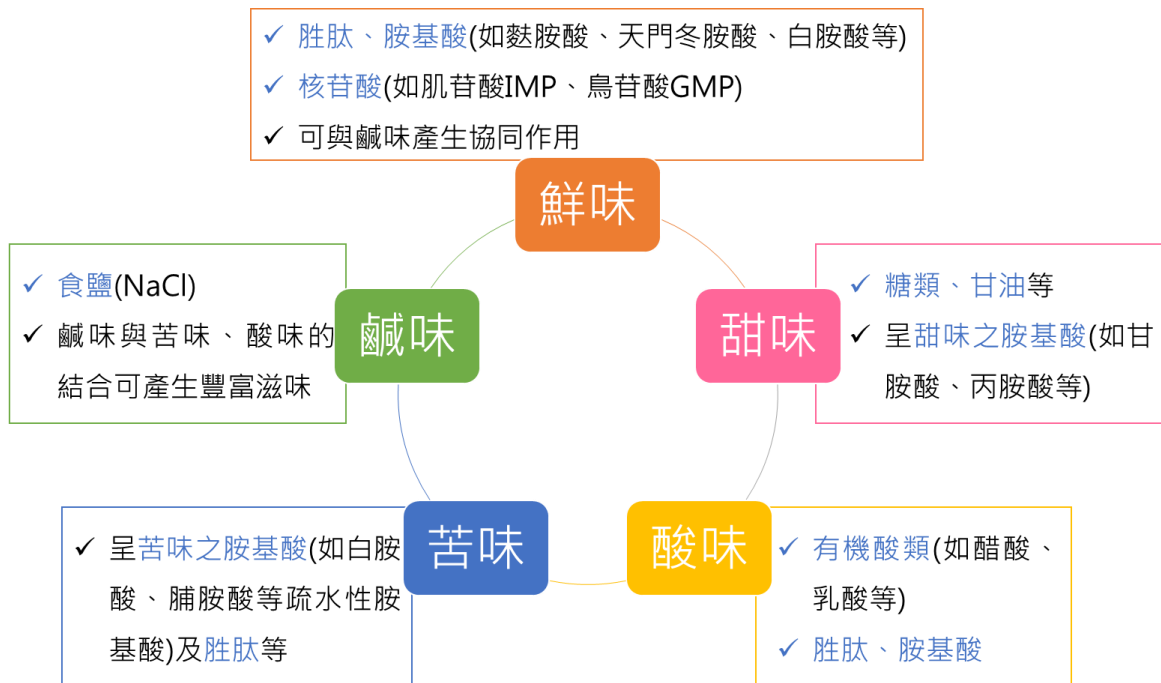 ✓ 胜肽、胺基酸(如麩胺酸、天門冬胺酸、白胺酸等)
✓ 核苷酸(如肌苷酸IMP、鳥苷酸GMP)
✓ 可與鹹味產生協同作用
鮮味
✓ 食鹽(NaCl)
✓ 鹹味與苦味、酸味的
結合可產生豐富滋味
鹹味
甜味
✓ 糖類、甘油等
✓ 呈甜味之胺基酸(如甘
胺酸、丙胺酸等)
✓ 呈苦味之胺基酸(如白胺
酸、脯胺酸等疏水性胺
基酸)及胜肽等
苦味
酸味
✓ 有機酸類(如醋酸、
乳酸等)
✓ 胜肽、胺基酸